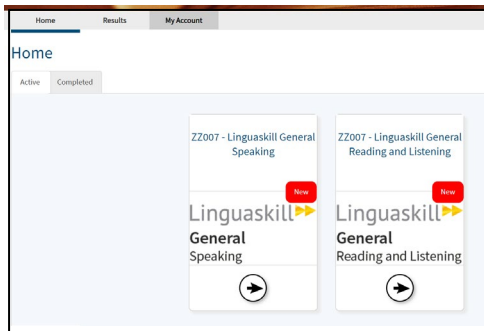 Home Results My Account
Home
Active Completed
ZZ007 - Linguaskill General
Speaking
New
Linguaskill
General
Speaking
ZZ007 - Linguaskill General
Reading and Listening
New
Linguaskill
General
Reading and Listening